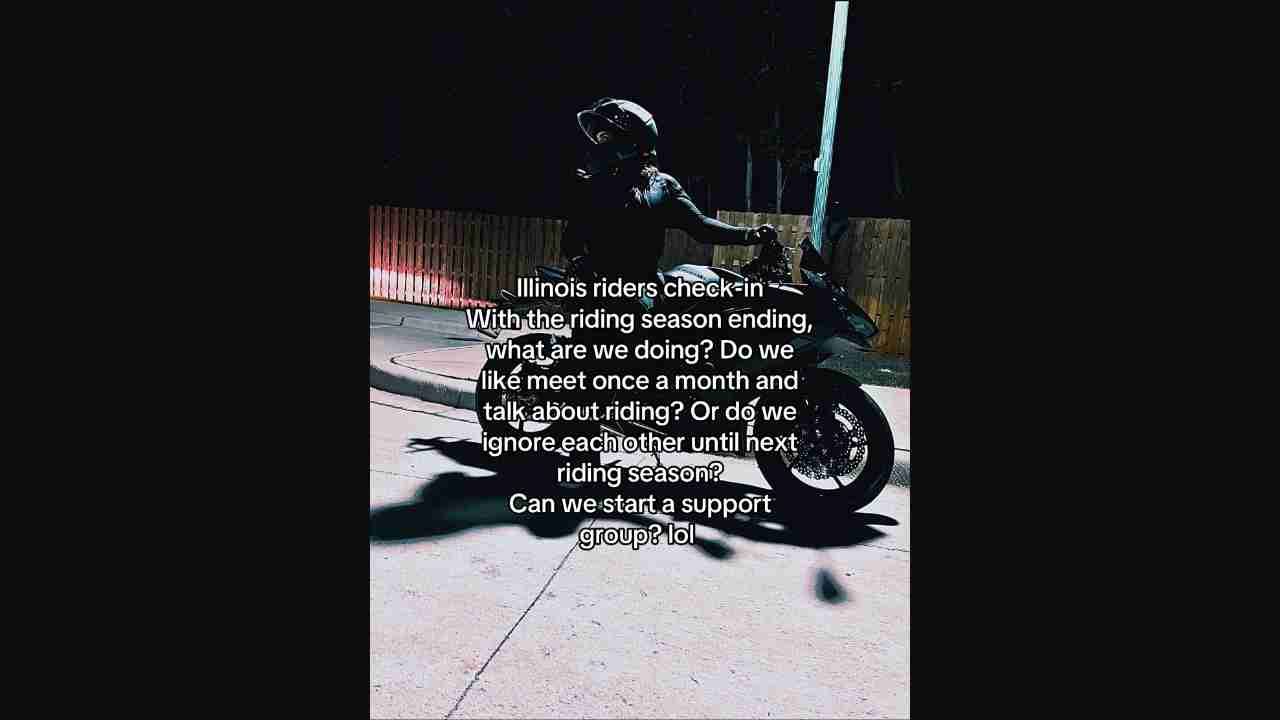 Illinois riders check-in
With the riding season ending,
what are we doing? Do we
like meet once a month and
talk about riding? Or do we
ignore each other until next
riding season?
Can we start a support
group? lol